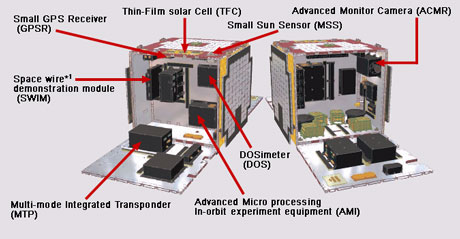 Small GPS Receiver
(GPSR)
Thin-Film solar Cell (TFC)
Small Sun Sensor (MSS)
Advanced Monitor Camera (ACMR)
Space wire*1
demonstration module
(SWIM)
DOSimeter
(DOS)
Multi-mode Integrated Transponder
(MTP)
Advanced Micro processing
In-orbit experiment equipment (AMI)